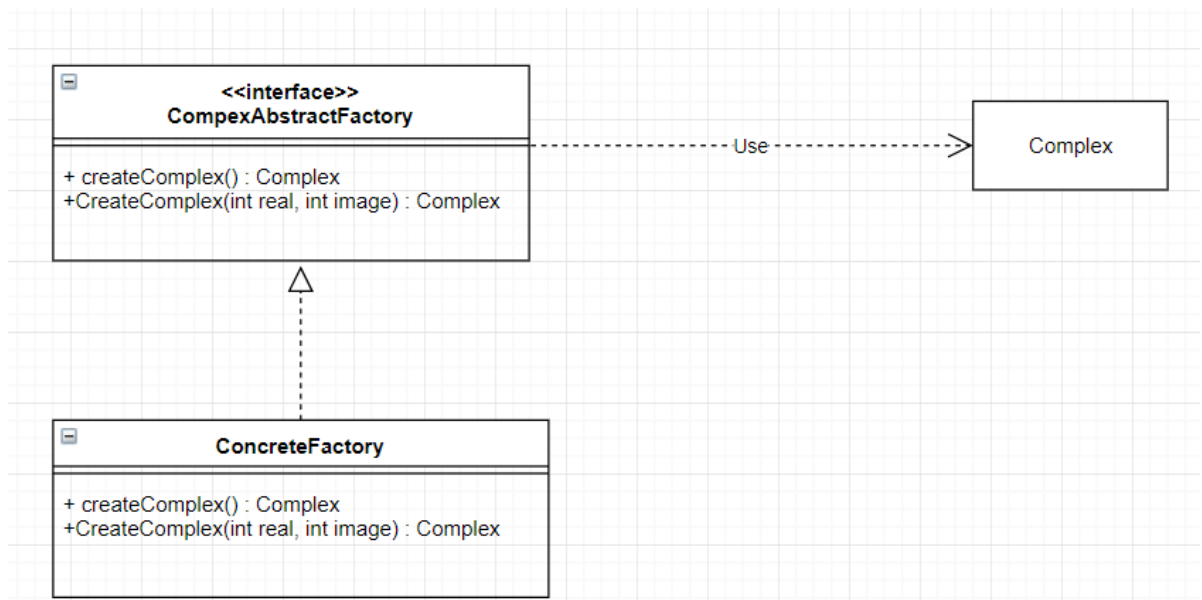 <<interface>>
CompexAbstractFactory
+ createComplex() : Complex
+CreateComplex(int real, int image) : Complex
Use
Complex
ConcreteFactory
+ createComplex() : Complex
+CreateComplex(int real, int image) : Complex